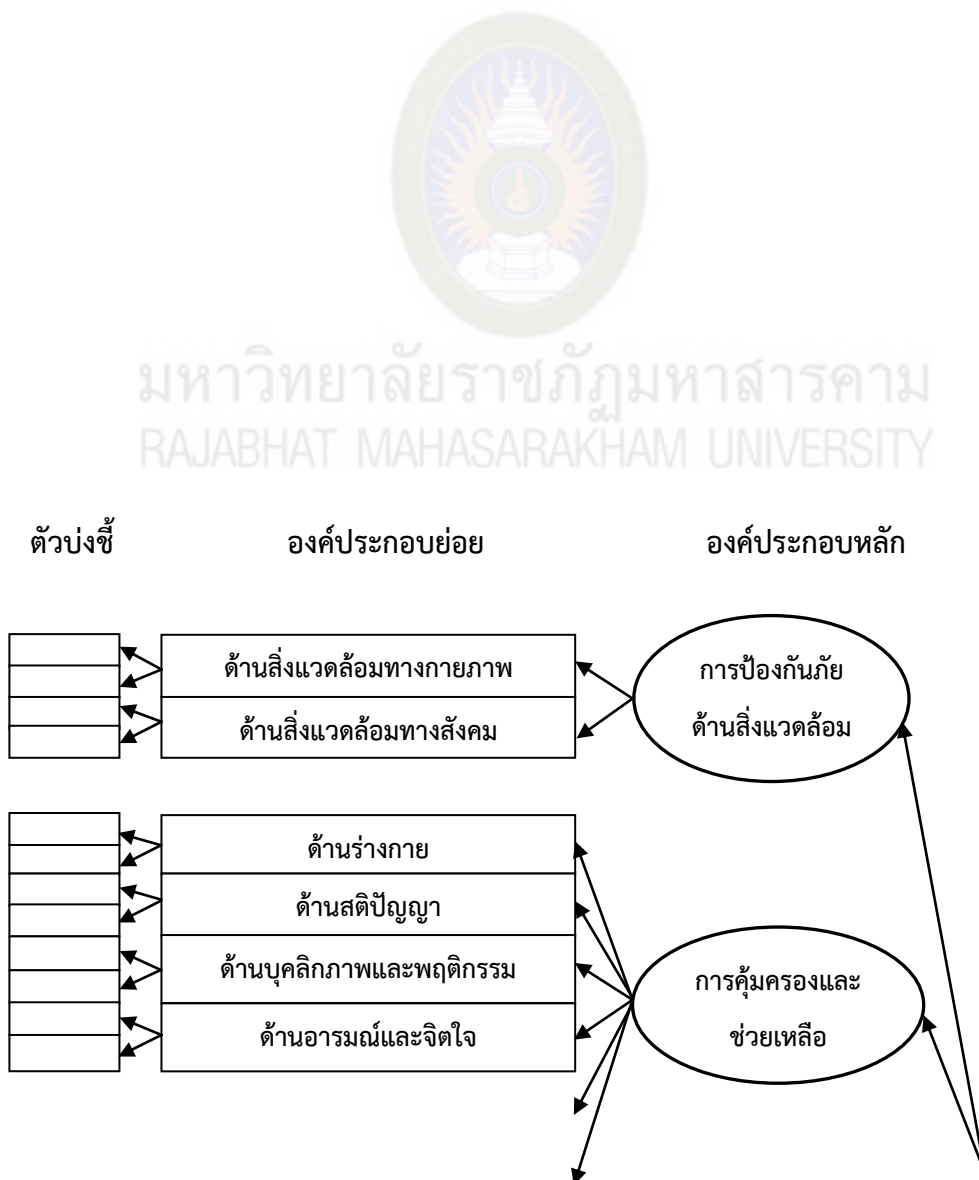 มหาวิทยาลัยราชภัฏมหาสารคาม
RAJABHAT MAHASARAKHAM UNIVERSITY
ตัวบ่งชี้ องค์ประกอบย่อย องค์ประกอบหลัก
ด้านสิ่งแวดล้อมทางกายภาพ
ด้านสิ่งแวดล้อมทางสังคม
การป้องกันภัย
ด้านสิ่งแวดล้อม
ด้านร่างกาย
ด้านสติปัญญา
ด้านบุคลิกภาพและพฤติกรรม
ด้านอารมณ์และจิตใจ
การคุ้มครองและ
ช่วยเหลือ